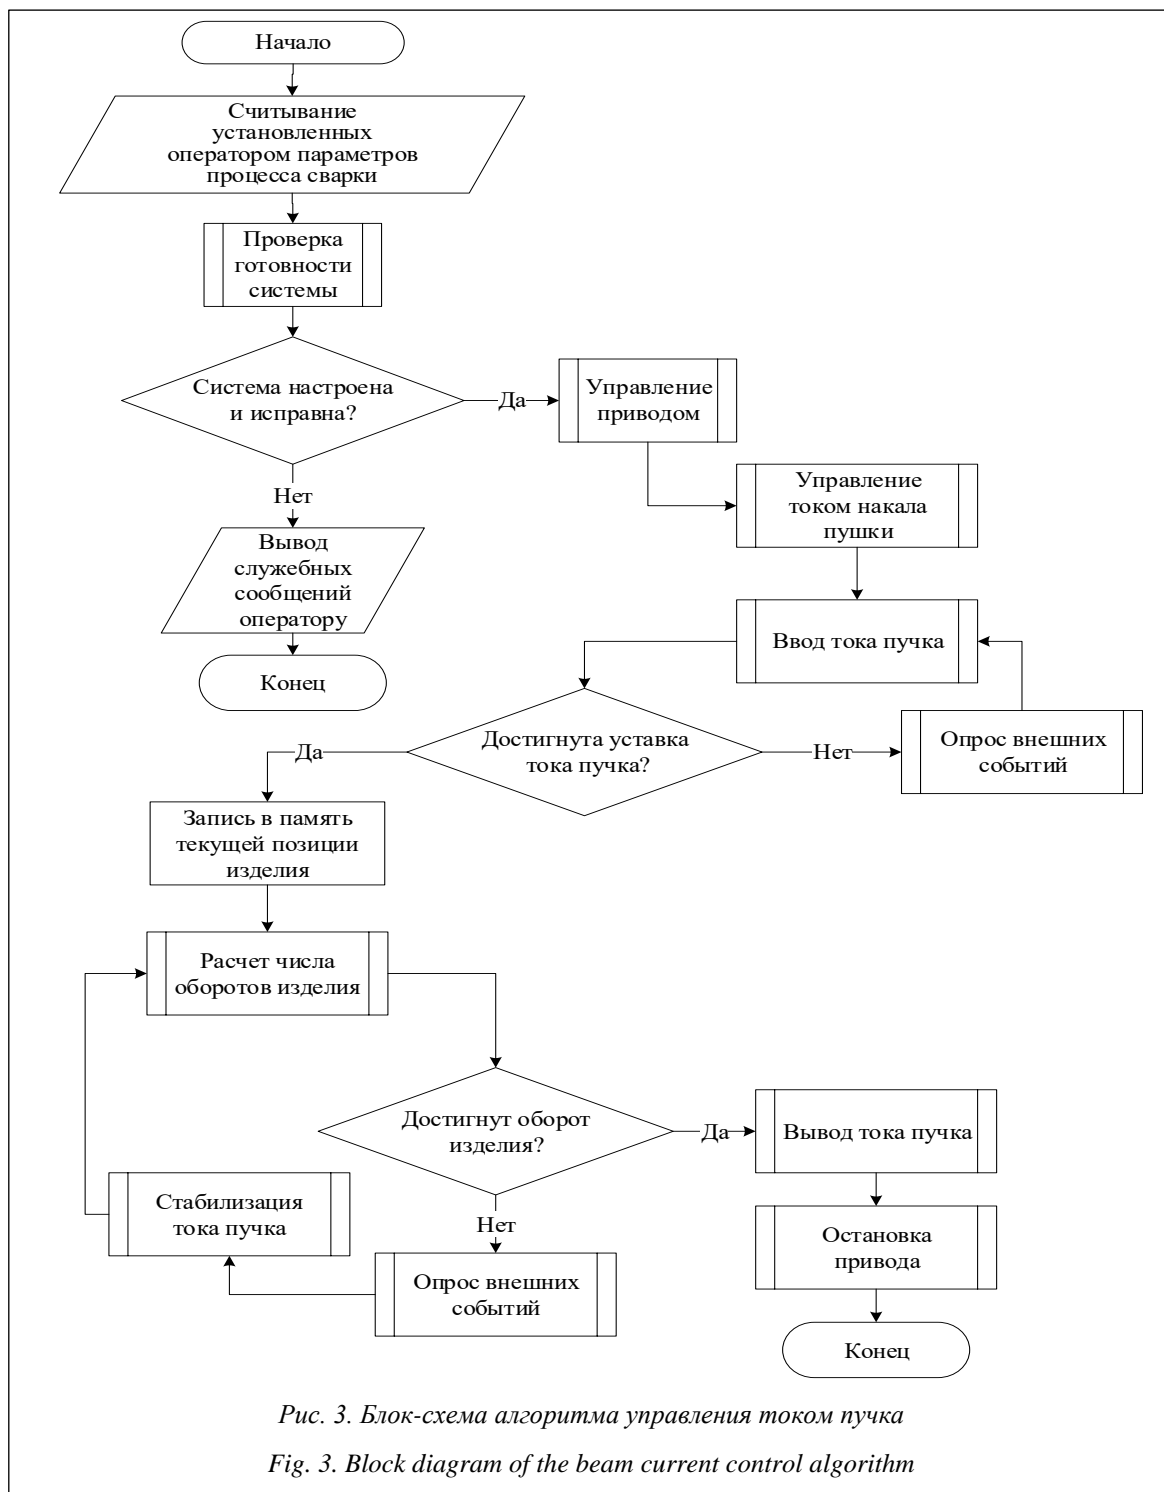 Начало
Считывание
установленных
оператором параметров
процесса сварки
Проверка
готовности
системы
Система настроена
и исправна?
Да
Управление
приводом
Управление
током накала
пушки
Нет
Вывод
служебных
сообщений
оператору
Конец
Ввод тока пучка
Достигнута уставка
тока пучка?
Нет
Опрос внешних
событий
Да
Запись в память
текущей позиции
изделия
Расчет числа
оборотов изделия
Достигнут оборот
изделия?
Да
Вывод тока пучка
Остановка
привода
Конец
Нет
Опрос внешних
событий
Стабилизация
тока пучка
Рис. 3. Блок-схема алгоритма управления током пучка
Fig. 3. Block diagram of the beam current control algorithm